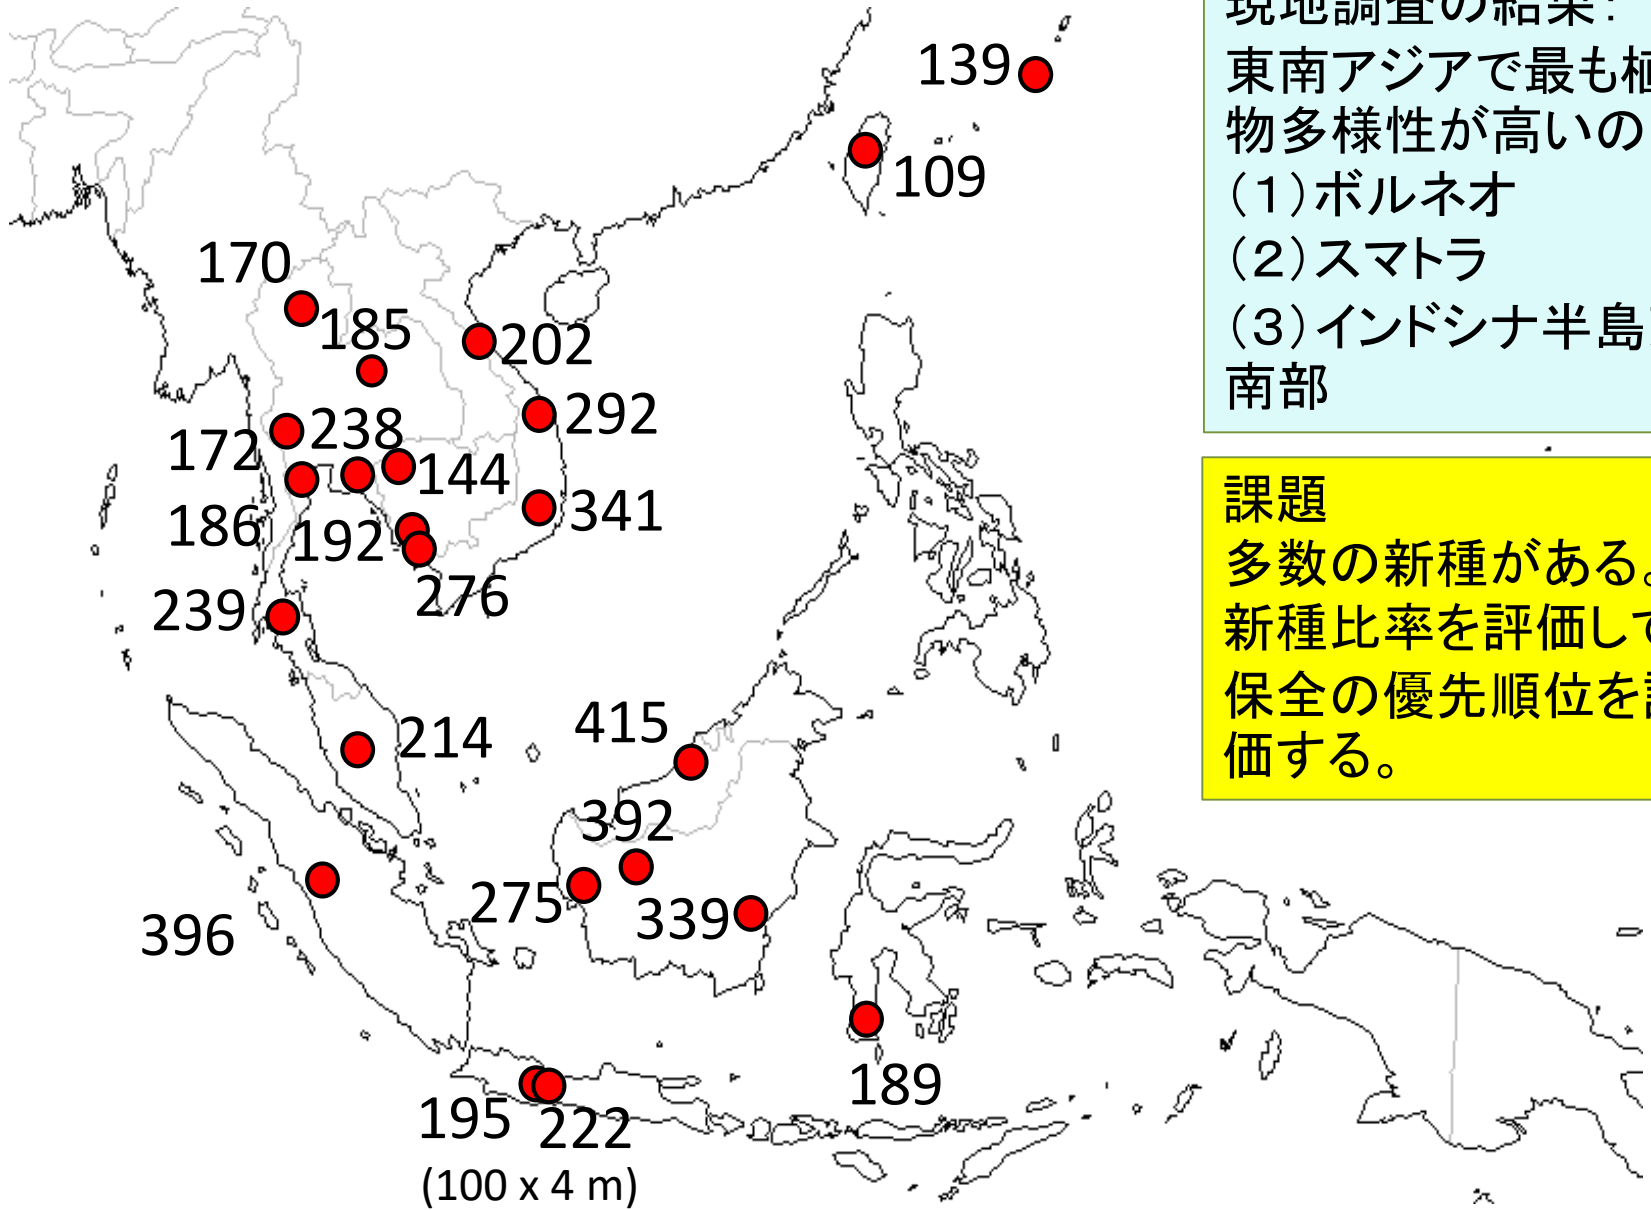 現地調査の結果：
東南アジアで最も植
物多様性が高いの
（１）ボルネオ
（２）スマトラ
（３）インドシナ半島
南部
139
109
170
185
202
292
172
238
144
186
192
341
276
239
214
415
392
275
339
396
189
195
222
(100 x 4 m)
課題
多数の新種がある。
新種比率を評価して
保全の優先順位を評
価する。